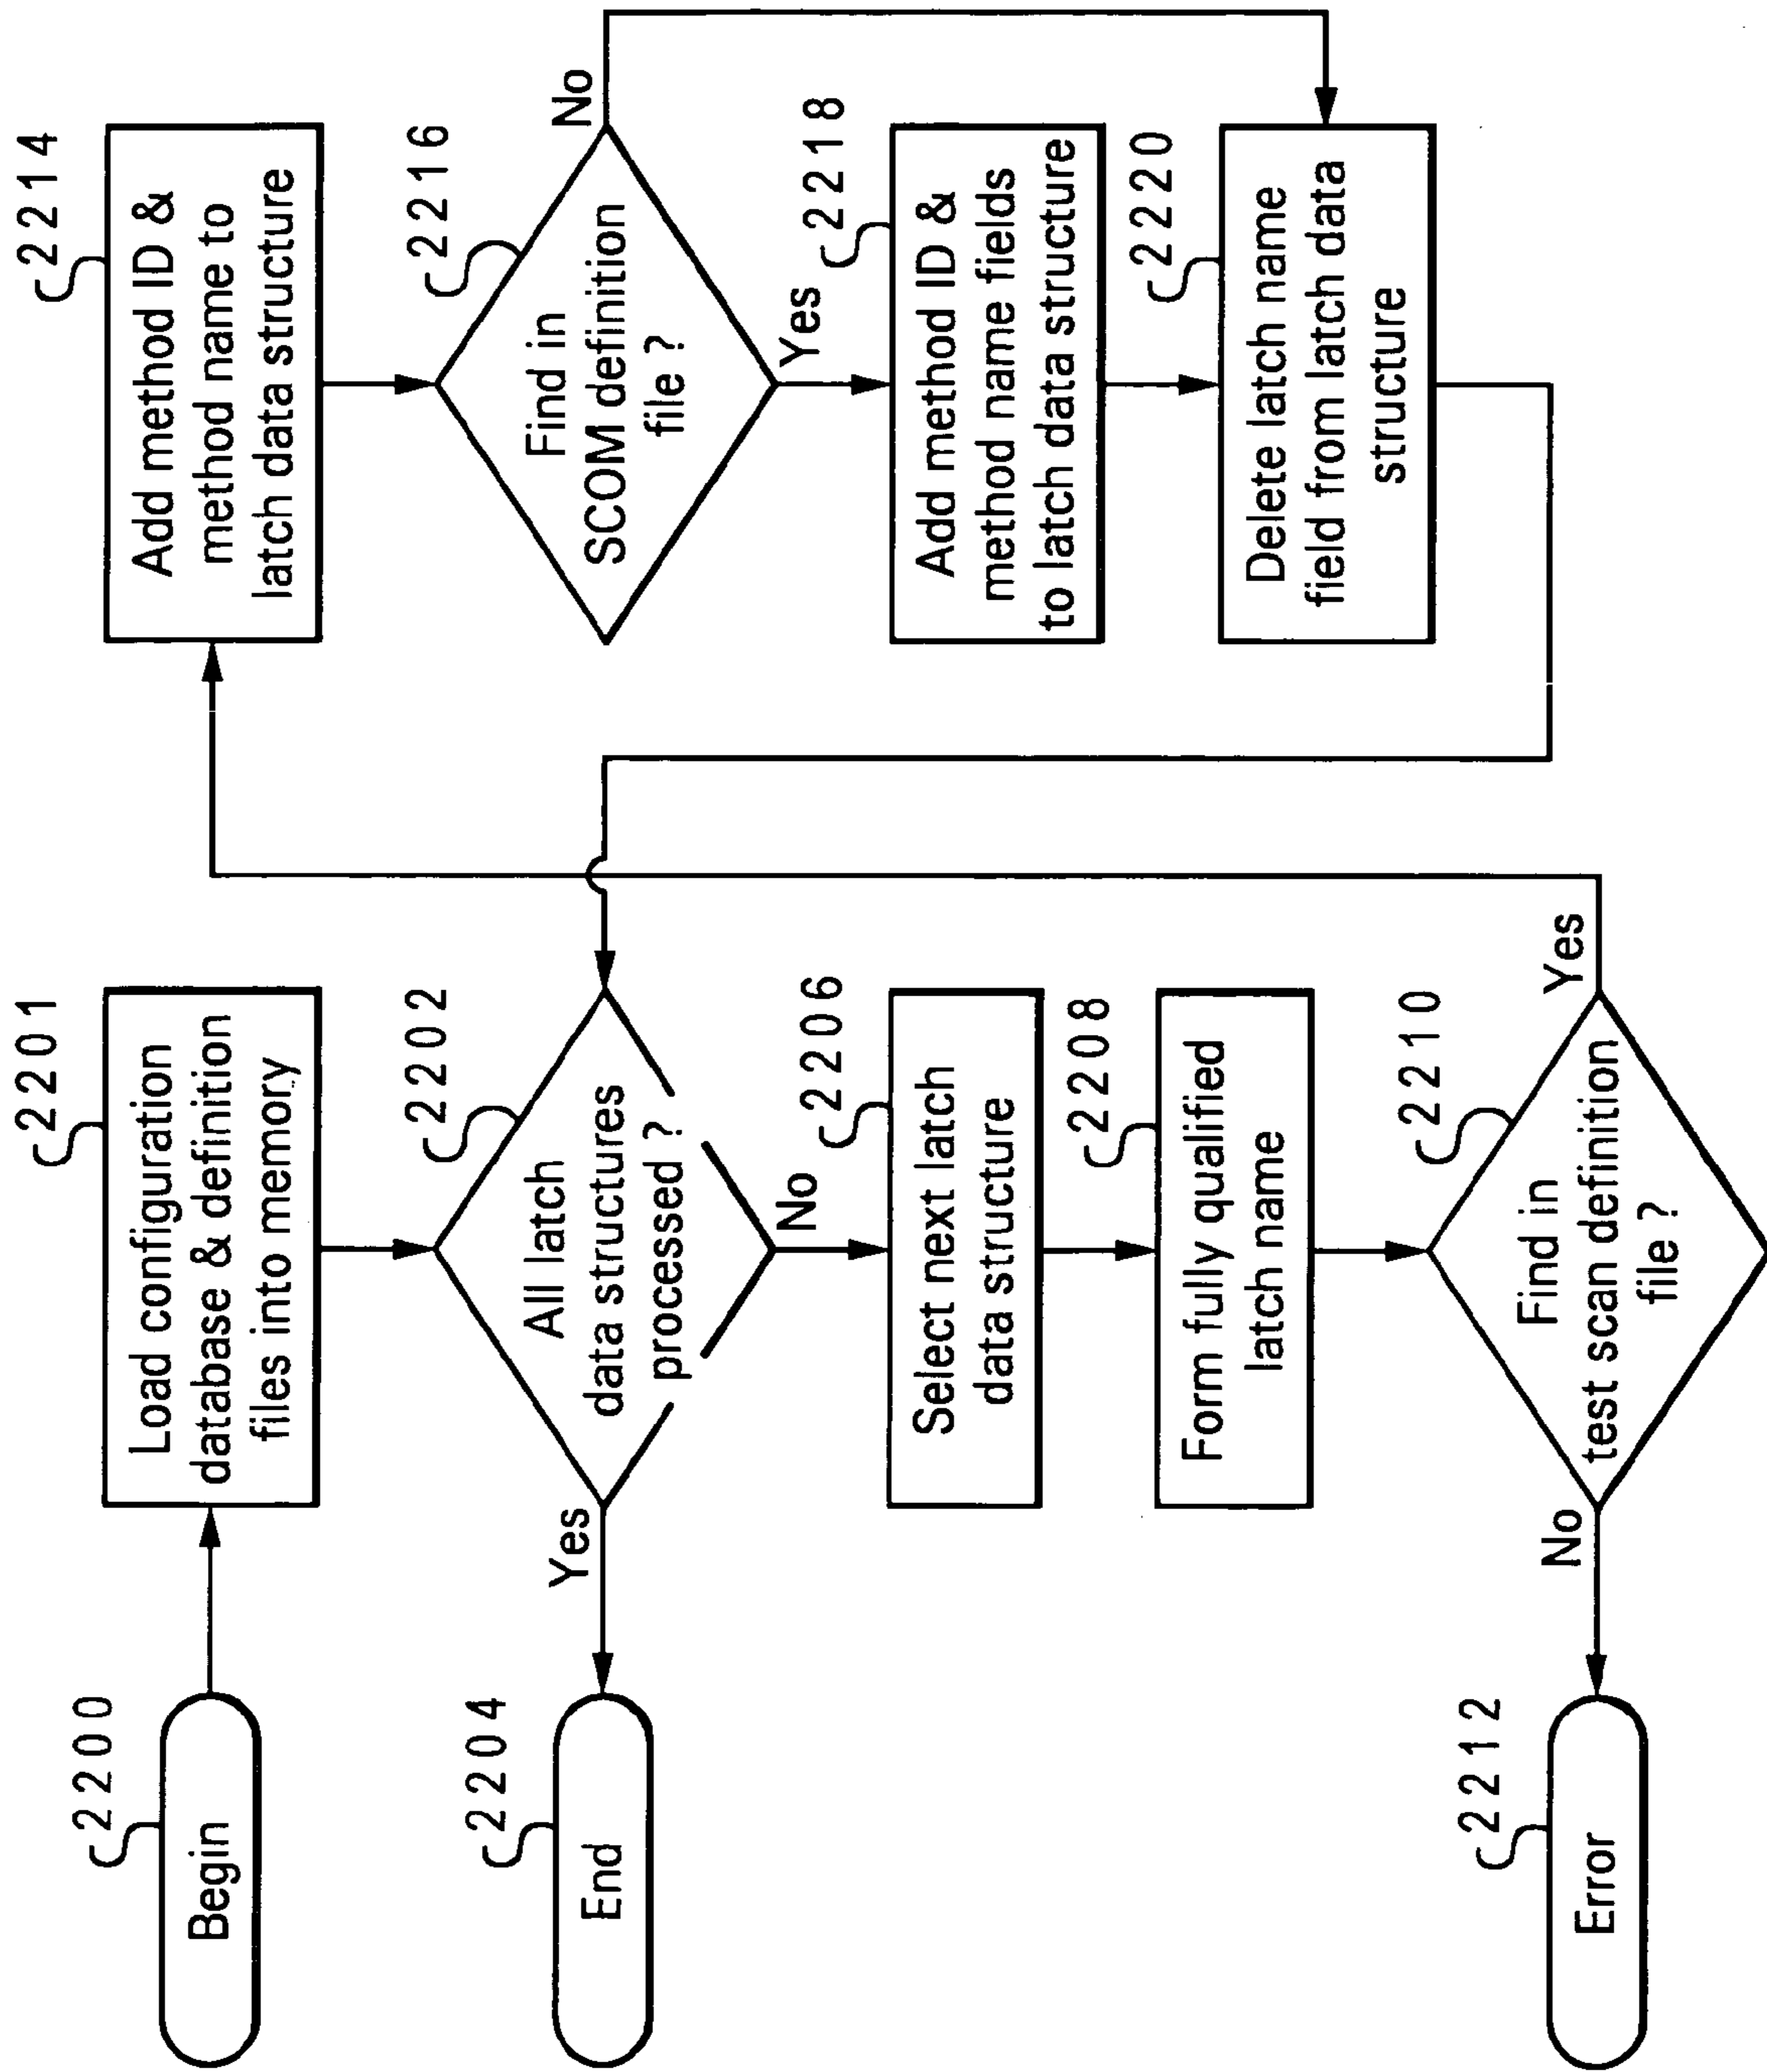 2200
Begin
2201
Load configuration
database & definition
files into memory
2202
All latch
data structures
processed ?
Yes
No
2204
End
2206
Select next latch
data structure
2208
Form fully qualified
latch name
2210
Find in
test scan definition
file ?
No
Yes
2212
Error
2214
Add method ID &
method name to
latch data structure
2216
Find in
SCOM definition
file ?
No
Yes
2218
Add method ID &
method name fields
to latch data structure
2220
Delete latch name
field from latch data
structure